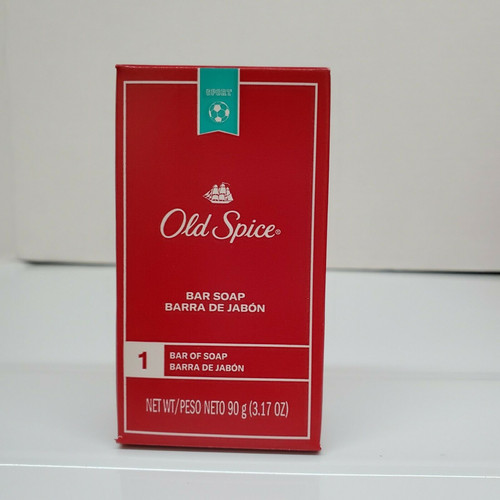 SPORT
Old Spice®
BAR SOAP
BARRA DE JABÓN
1
BAR OF SOAP
BARRA DE JABÓN
NET WT/PESO NETO 90 g (3.17 OZ)